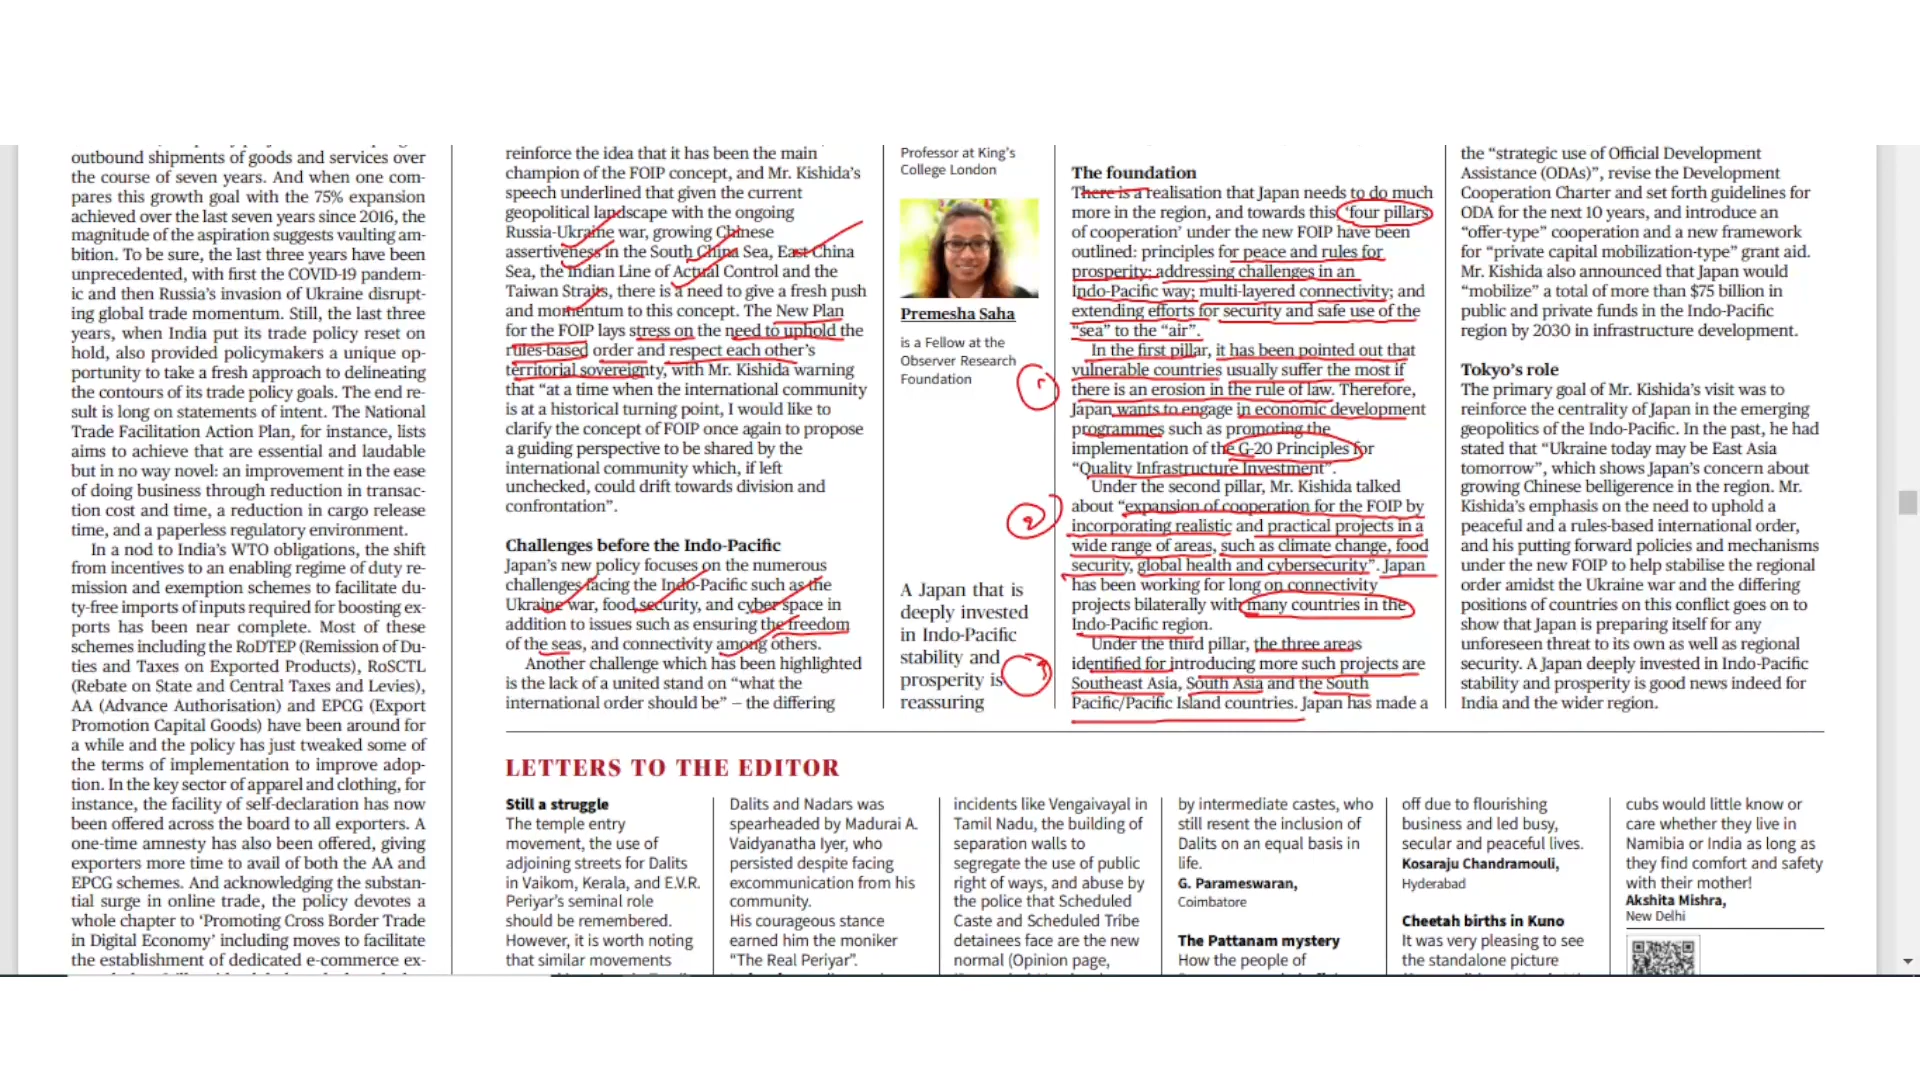 outbound shipments of goods and services over
the course of seven years. And when one com-
pares this growth goal with the 75% expansion
achieved over the last seven years since 2016, the
magnitude of the aspiration suggests vaulting am-
bition. To be sure, the last three years have been
unprecedented, with first the COVID-19 pandem-
ic and then Russia's invasion of Ukraine disrupt-
ing global trade momentum. Still, the last three
years, when India put its trade policy reset on
hold, also provided policymakers a unique op-
portunity to take a fresh approach to delineating
the contours of its trade policy goals. The end re-
sult is long on statements of intent. The National
Trade Facilitation Action Plan, for instance, lists
aims to achieve that are essential and laudable
but in no way novel: an improvement in the ease
of doing business through reduction in transac-
tion cost and time, a reduction in cargo release
time, and a paperless regulatory environment.
In a nod to India's WTO obligations, the shift
from incentives to an enabling regime of duty re-
mission and exemption schemes to facilitate du-
ty-free imports of inputs required for boosting ex-
ports has been near complete. Most of these
schemes including the RoDTEP (Remission of Du-
ties and Taxes on Exported Products), RoSCTL
(Rebate on State and Central Taxes and Levies),
AA (Advance Authorisation) and EPCG (Export
Promotion Capital Goods) have been around for
a while and the policy has just tweaked some of
the terms of implementation to improve adop-
tion. In the key sector of apparel and clothing, for
instance, the facility of self-declaration has now
been offered across the board to all exporters. A
one-time amnesty has also been offered, giving
exporters more time to avail of both the AA and
EPCG schemes. And acknowledging the substan-
tial surge in online trade, the policy devotes a
whole chapter to 'Promoting Cross Border Trade
in Digital Economy' including moves to facilitate
the establishment of dedicated e-commerce ex-
reinforce the idea that it has been the main
champion of the FOIP concept, and Mr. Kishida's
speech underlined that given the current
geopolitical landscape with the ongoing
Russia-Ukraine war, growing Chinese
assertiveness in the South China Sea, East China
Sea, the Indian Line of Actual Control and the
Taiwan Straits, there is a need to give a fresh push
and momentum to this concept. The New Plan
for the FOIP lays stress on the need to uphold the
rules-based order and respect each other's
territorial sovereignty, with Mr. Kishida warning
that "at a time when the international community
is at a historical turning point, I would like to
clarify the concept of FOIP once again to propose
a guiding perspective to be shared by the
international community which, if left
unchecked, could drift towards division and
confrontation".
Challenges before the Indo-Pacific
Japan's new policy focuses on the numerous
challenges facing the Indo-Pacific such as the
Ukraine war, food security, and cyber space in
addition to issues such as ensuring the freedom
of the seas, and connectivity among others.
Another challenge which has been highlighted
is the lack of a united stand on "what the
international order should be" – the differing
Professor at King's
College London
Premesha Saha
is a Fellow at the
Observer Research
Foundation
1
2
3
A Japan that is
deeply invested
in Indo-Pacific
stability and
prosperity is
reassuring
The foundation
There is a realisation that Japan needs to do much
more in the region, and towards this 'four pillars
of cooperation' under the new FOIP have been
outlined: principles for peace and rules for
prosperity; addressing challenges in an
Indo-Pacific way; multi-layered connectivity; and
extending efforts for security and safe use of the
"sea" to the "air".
In the first pillar, it has been pointed out that
vulnerable countries usually suffer the most if
there is an erosion in the rule of law. Therefore,
Japan wants to engage in economic development
programmes such as promoting the
implementation of the G-20 Principles for
"Quality Infrastructure Investment".
Under the second pillar, Mr. Kishida talked
about "expansion of cooperation for the FOIP by
incorporating realistic and practical projects in a
wide range of areas, such as climate change, food
security, global health and cybersecurity". Japan
has been working for long on connectivity
projects bilaterally with many countries in the
Indo-Pacific region.
Under the third pillar, the three areas
identified for introducing more such projects are
Southeast Asia, South Asia and the South
Pacific/Pacific Island countries. Japan has made a
the "strategic use of Official Development
Assistance (ODAs)", revise the Development
Cooperation Charter and set forth guidelines for
ODA for the next 10 years, and introduce an
"offer-type" cooperation and a new framework
for "private capital mobilization-type" grant aid.
Mr. Kishida also announced that Japan would
"mobilize" a total of more than $75 billion in
public and private funds in the Indo-Pacific
region by 2030 in infrastructure development.
Tokyo's role
The primary goal of Mr. Kishida's visit was to
reinforce the centrality of Japan in the emerging
geopolitics of the Indo-Pacific. In the past, he had
stated that "Ukraine today may be East Asia
tomorrow", which shows Japan's concern about
growing Chinese belligerence in the region. Mr.
Kishida's emphasis on the need to uphold a
peaceful and a rules-based international order,
and his putting forward policies and mechanisms
under the new FOIP to help stabilise the regional
order amidst the Ukraine war and the differing
positions of countries on this conflict goes on to
show that Japan is preparing itself for any
unforeseen threat to its own as well as regional
security. A Japan deeply invested in Indo-Pacific
stability and prosperity is good news indeed for
India and the wider region.
LETTERS TO THE EDITOR
Still a struggle
The temple entry
movement, the use of
adjoining streets for Dalits
in Vaikom, Kerala, and E.V.R.
Periyar's seminal role
should be remembered.
However, it is worth noting
that similar movements
Dalits and Nadars was
spearheaded by Madurai A.
Vaidyanatha Iyer, who
persisted despite facing
excommunication from his
community.
His courageous stance
earned him the moniker
"The Real Periyar".
incidents like Vengaivayal in
Tamil Nadu, the building of
separation walls to
segregate the use of public
right of ways, and abuse by
the police that Scheduled
Caste and Scheduled Tribe
detainees face are the new
normal (Opinion page,
by intermediate castes, who
still resent the inclusion of
Dalits on an equal basis in
life.
G. Parameswaran,
Coimbatore
The Pattanam mystery
How the people of
off due to flourishing
business and led busy,
secular and peaceful lives.
Kosaraju Chandramouli,
Hyderabad
Cheetah births in Kuno
It was very pleasing to see
the standalone picture
cubs would little know or
care whether they live in
Namibia or India as long as
they find comfort and safety
with their mother!
Akshita Mishra,
New Delhi